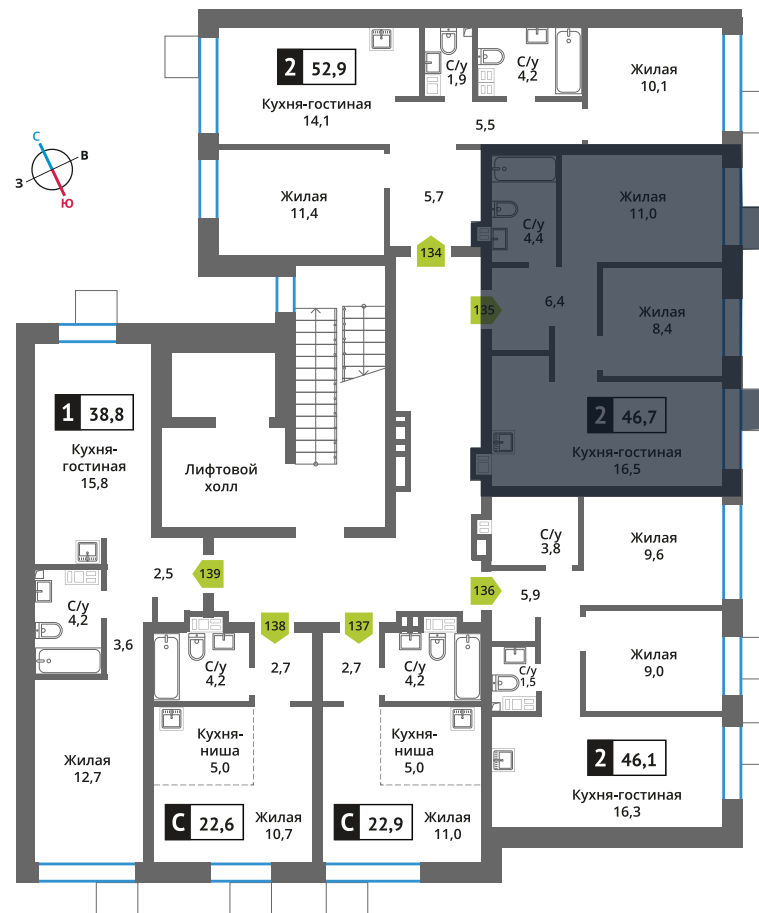 2 52,9
Кухня-гостиная
14,1
С/у
1,9
С/у
4,2
Жилая
10,1
5,5
С
В
З
Ю
Жилая
11,4
5,7
134
С/у
4,4
Жилая
11,0
135
6,4
Жилая
8,4
2 46,7
Кухня-гостиная
16,5
1 38,8
Кухня-
гостиная
15,8
Лифтовой
холл
С/у
3,8
Жилая
9,6
2,5
139
136
5,9
С/у
4,2
3,6
138
137
С/у
4,2
2,7
2,7
С/у
4,2
С/у
1,5
Жилая
9,0
Жилая
12,7
Кухня-
ниша
5,0
Кухня-
ниша
5,0
2 46,1
Кухня-гостиная
16,3
С 22,6
Жилая
10,7
С 22,9
Жилая
11,0